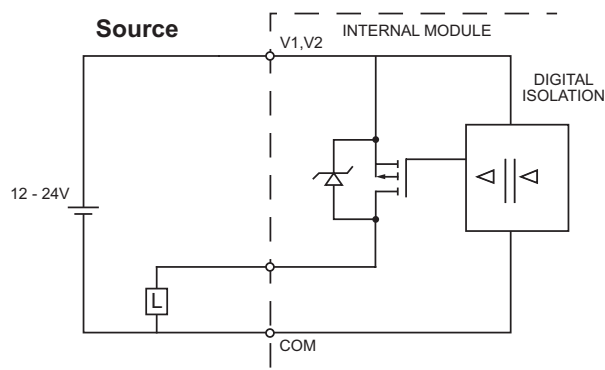 Source
INTERNAL MODULE
V1,V2
DIGITAL
ISOLATION
12 - 24V
L
COM